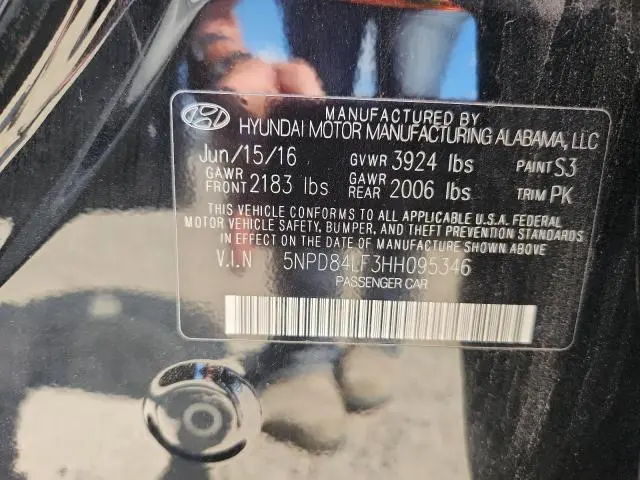 MANUFACTURED BY
HYUNDAI MOTOR MANUFACTURING ALABAMA, LLC
Jun/15/16 GVWR 3924 lbs PAINT S3
GAWR FRONT 2183 lbs GAWR REAR 2006 lbs TRIM PK
THIS VEHICLE CONFORMS TO ALL APPLICABLE U.S.A. FEDERAL
MOTOR VEHICLE SAFETY, BUMPER, AND THEFT PREVENTION STANDARDS
IN EFFECT ON THE DATE OF MANUFACTURE SHOWN ABOVE
V.I.N 5NPD84LF3HH095346
PASSENGER CAR